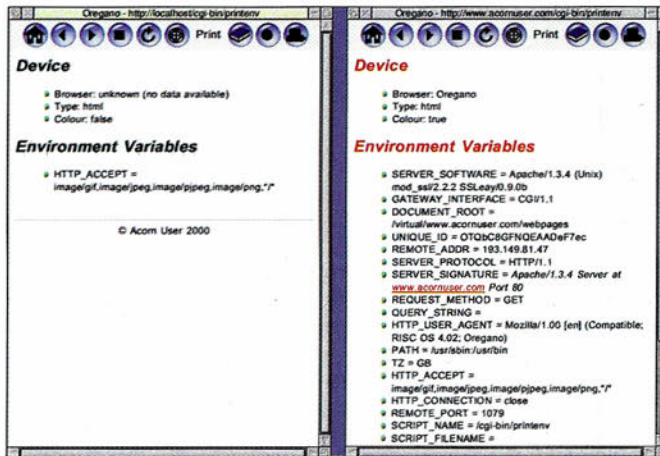 Oregano - http://localhost/cgi-bin/printenv
Print
Device
Browser: unknown (no data available)
Type: html
Colour: false
Environment Variables
HTTP_ACCEPT =
image/gif,image/jpeg,image/pjpeg,image/png,*/*
© Acorn User 2000
Oregano - http://www.acornuser.com/cgi-bin/printenv
Print
Device
Browser: Oregano
Type: html
Colour: true
Environment Variables
SERVER_SOFTWARE = Apache/1.3.4 (Unix)
mod_ssl/2.2.2 SSLeay/0.9.0b
GATEWAY_INTERFACE = CGI/1.1
DOCUMENT_ROOT =
/virtual/www.acornuser.com/webpages
UNIQUE_ID = OTQbC8GFNQEAADeF7ec
REMOTE_ADDR = 193.149.81.47
SERVER_PROTOCOL = HTTP/1.1
SERVER_SIGNATURE = Apache/1.3.4 Server at
www.acornuser.com Port 80
REQUEST_METHOD = GET
QUERY_STRING =
HTTP_USER_AGENT = Mozilla/1.00 [en] (Compatible;
RISC OS 4.02; Oregano)
PATH = /usr/sbin:/usr/bin
TZ = GB
HTTP_ACCEPT =
image/gif,image/jpeg,image/pjpeg,image/png,*/*
HTTP_CONNECTION = close
REMOTE_PORT = 1079
SCRIPT_NAME = /cgi-bin/printenv
SCRIPT_FILENAME =